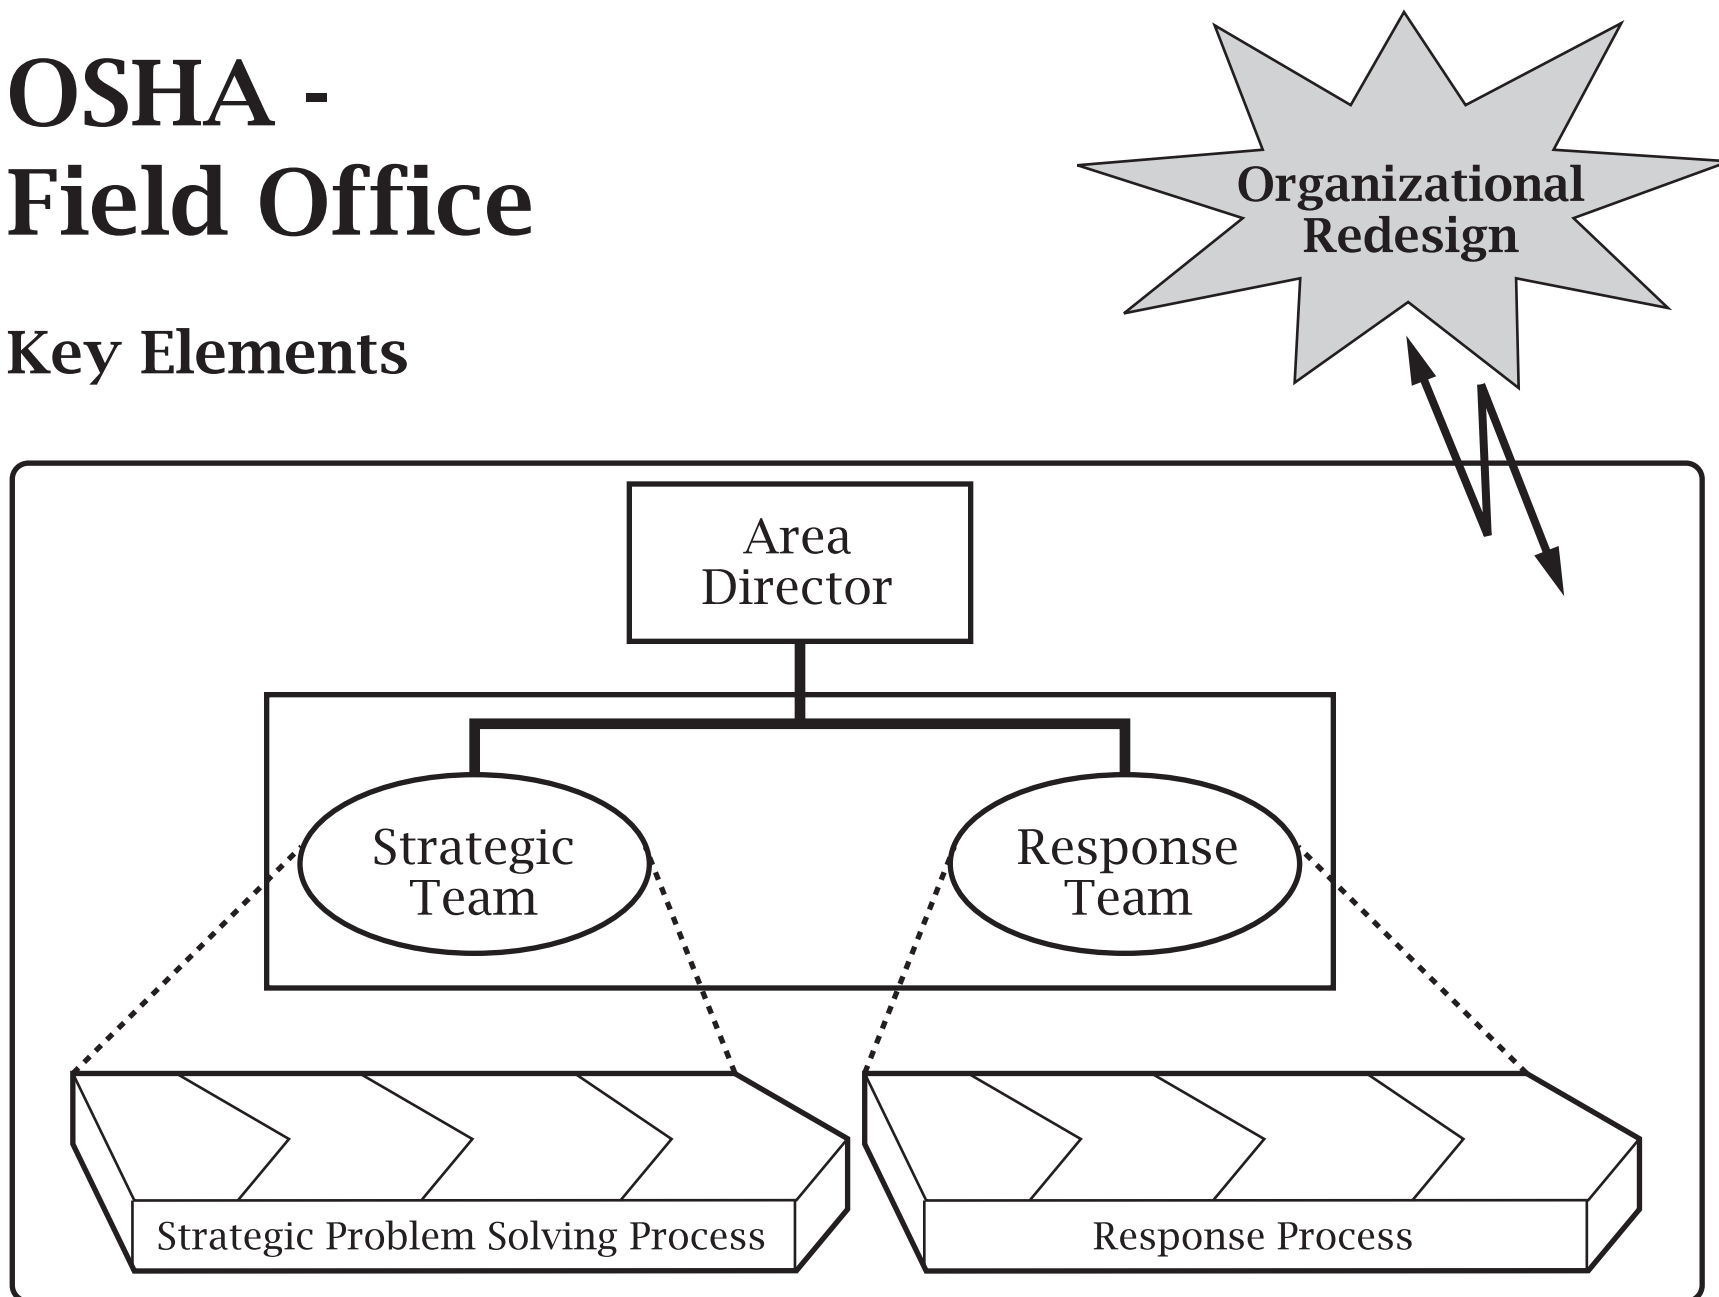 OSHA -
Field Office
Key Elements
Organizational
Redesign
Area
Director
Strategic
Team
Response
Team
Strategic Problem Solving Process
Response Process